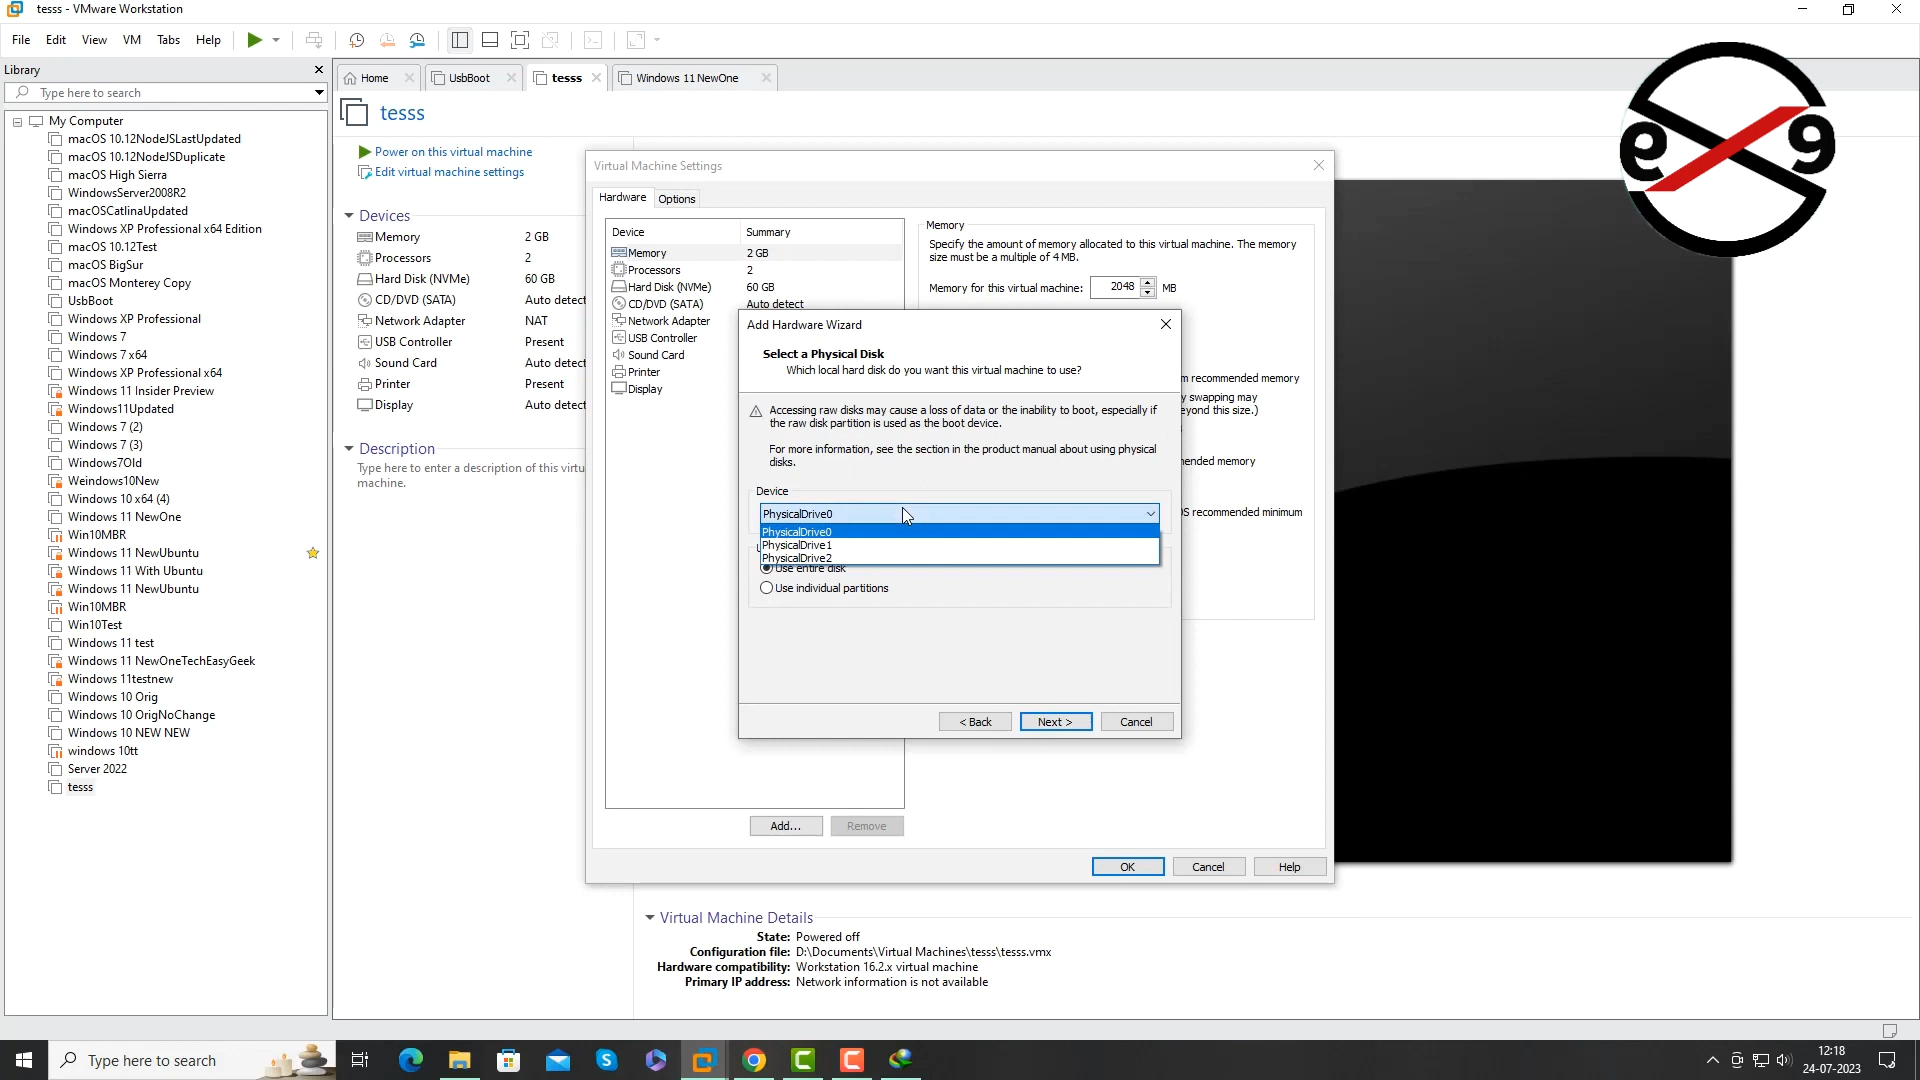 tesss - VMware Workstation
File Edit View VM Tabs Help
Library
Type here to search
My Computer
macOS 10.12NodeJSLastUpdated
macOS 10.12NodeJSDuplicate
macOS High Sierra
WindowsServer2008R2
macOSCatlinaUpdated
Windows XP Professional x64 Edition
macOS 10.12Test
macOS BigSur
macOS Monterey Copy
UsbBoot
Windows XP Professional
Windows 7
Windows 7 x64
Windows XP Professional x64
Windows 11 Insider Preview
Windows11Updated
Windows 7 (2)
Windows 7 (3)
Windows7Old
Weindows10New
Windows 10 x64 (4)
Windows 11 NewOne
Win10MBR
Windows 11 NewUbuntu
Windows 11 With Ubuntu
Windows 11 NewUbuntu
Win10MBR
Win10Test
Windows 11 test
Windows 11 NewOneTechEasyGeek
Windows 11testnew
Windows 10 Orig
Windows 10 OrigNoChange
Windows 10 NEW NEW
windows 10tt
Server 2022
tesss
Home UsbBoot tesss Windows 11 NewOne
tesss
Power on this virtual machine
Edit virtual machine settings
Devices
Memory 2 GB
Processors 2
Hard Disk (NVMe) 60 GB
CD/DVD (SATA) Auto detect
Network Adapter NAT
USB Controller Present
Sound Card Auto detect
Printer Present
Display Auto detect
Description
Type here to enter a description of this virtu
machine.
Virtual Machine Settings
Hardware Options
Device Summary
Memory 2 GB
Processors 2
Hard Disk (NVMe) 60 GB
CD/DVD (SATA) Auto detect
Network Adapter
USB Controller
Sound Card
Printer
Display
Add... Remove
Memory
Specify the amount of memory allocated to this virtual machine. The memory
size must be a multiple of 4 MB.
Memory for this virtual machine: 2048 MB
m recommended memory
y swapping may
eyond this size.)
ended memory
OS recommended minimum
OK Cancel Help
Add Hardware Wizard
Select a Physical Disk
Which local hard disk do you want this virtual machine to use?
Accessing raw disks may cause a loss of data or the inability to boot, especially if
the raw disk partition is used as the boot device.
For more information, see the section in the product manual about using physical
disks.
Device
PhysicalDrive0
PhysicalDrive0
PhysicalDrive1
PhysicalDrive2
Use entire disk
Use individual partitions
< Back Next > Cancel
Virtual Machine Details
State: Powered off
Configuration file: D:\Documents\Virtual Machines\tesss\tesss.vmx
Hardware compatibility: Workstation 16.2.x virtual machine
Primary IP address: Network information is not available
e 9
Type here to search
12:18
24-07-2023